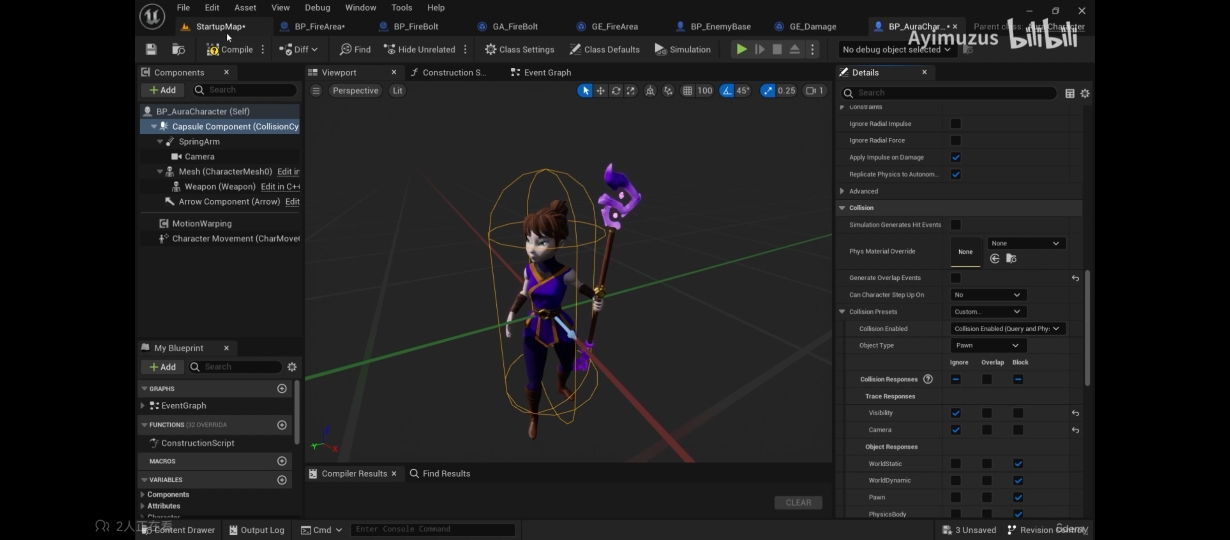 File Edit Asset View Debug Window Tools Help
StartupMap• BP_FireArea• BP_FireBolt GA_FireBolt GE_FireArea BP_EnemyBase GE_Damage BP_AuraChar...• Parent class:
Ayimuzus bilibili
Compile Diff Find Hide Unrelated Class Settings Class Defaults Simulation No debug object selected
Components Viewport Construction S... Event Graph Details
+ Add Search Perspective Lit 100 45° 0.25 1 Search
BP_AuraCharacter (Self)
Capsule Component (CollisionCy
SpringArm
Camera
Mesh (CharacterMesh0) Edit in
Weapon (Weapon) Edit in C++
Arrow Component (Arrow) Edit
MotionWarping
Character Movement (CharMove
My Blueprint
+ Add Search
GRAPHS
EventGraph
FUNCTIONS (32 OVERRIDA
ConstructionScript
MACROS
VARIABLES
Components
Attributes
Constraints
Ignore Radial Impulse
Ignore Radial Force
Apply Impulse on Damage
Replicate Physics to Autonom...
Advanced
Collision
Simulation Generates Hit Events
Phys Material Override None None
Generate Overlap Events
Can Character Step Up On No
Collision Presets Custom...
Collision Enabled Collision Enabled (Query and Phy:
Object Type Pawn
Ignore Overlap Block
Collision Responses
Trace Responses
Visibility
Camera
Object Responses
WorldStatic
WorldDynamic
Pawn
PhysicsBody
Compiler Results Find Results
CLEAR
2人正在看
Content Drawer Output Log Cmd Enter Console Command 3 Unsaved Revision Control
Udemy